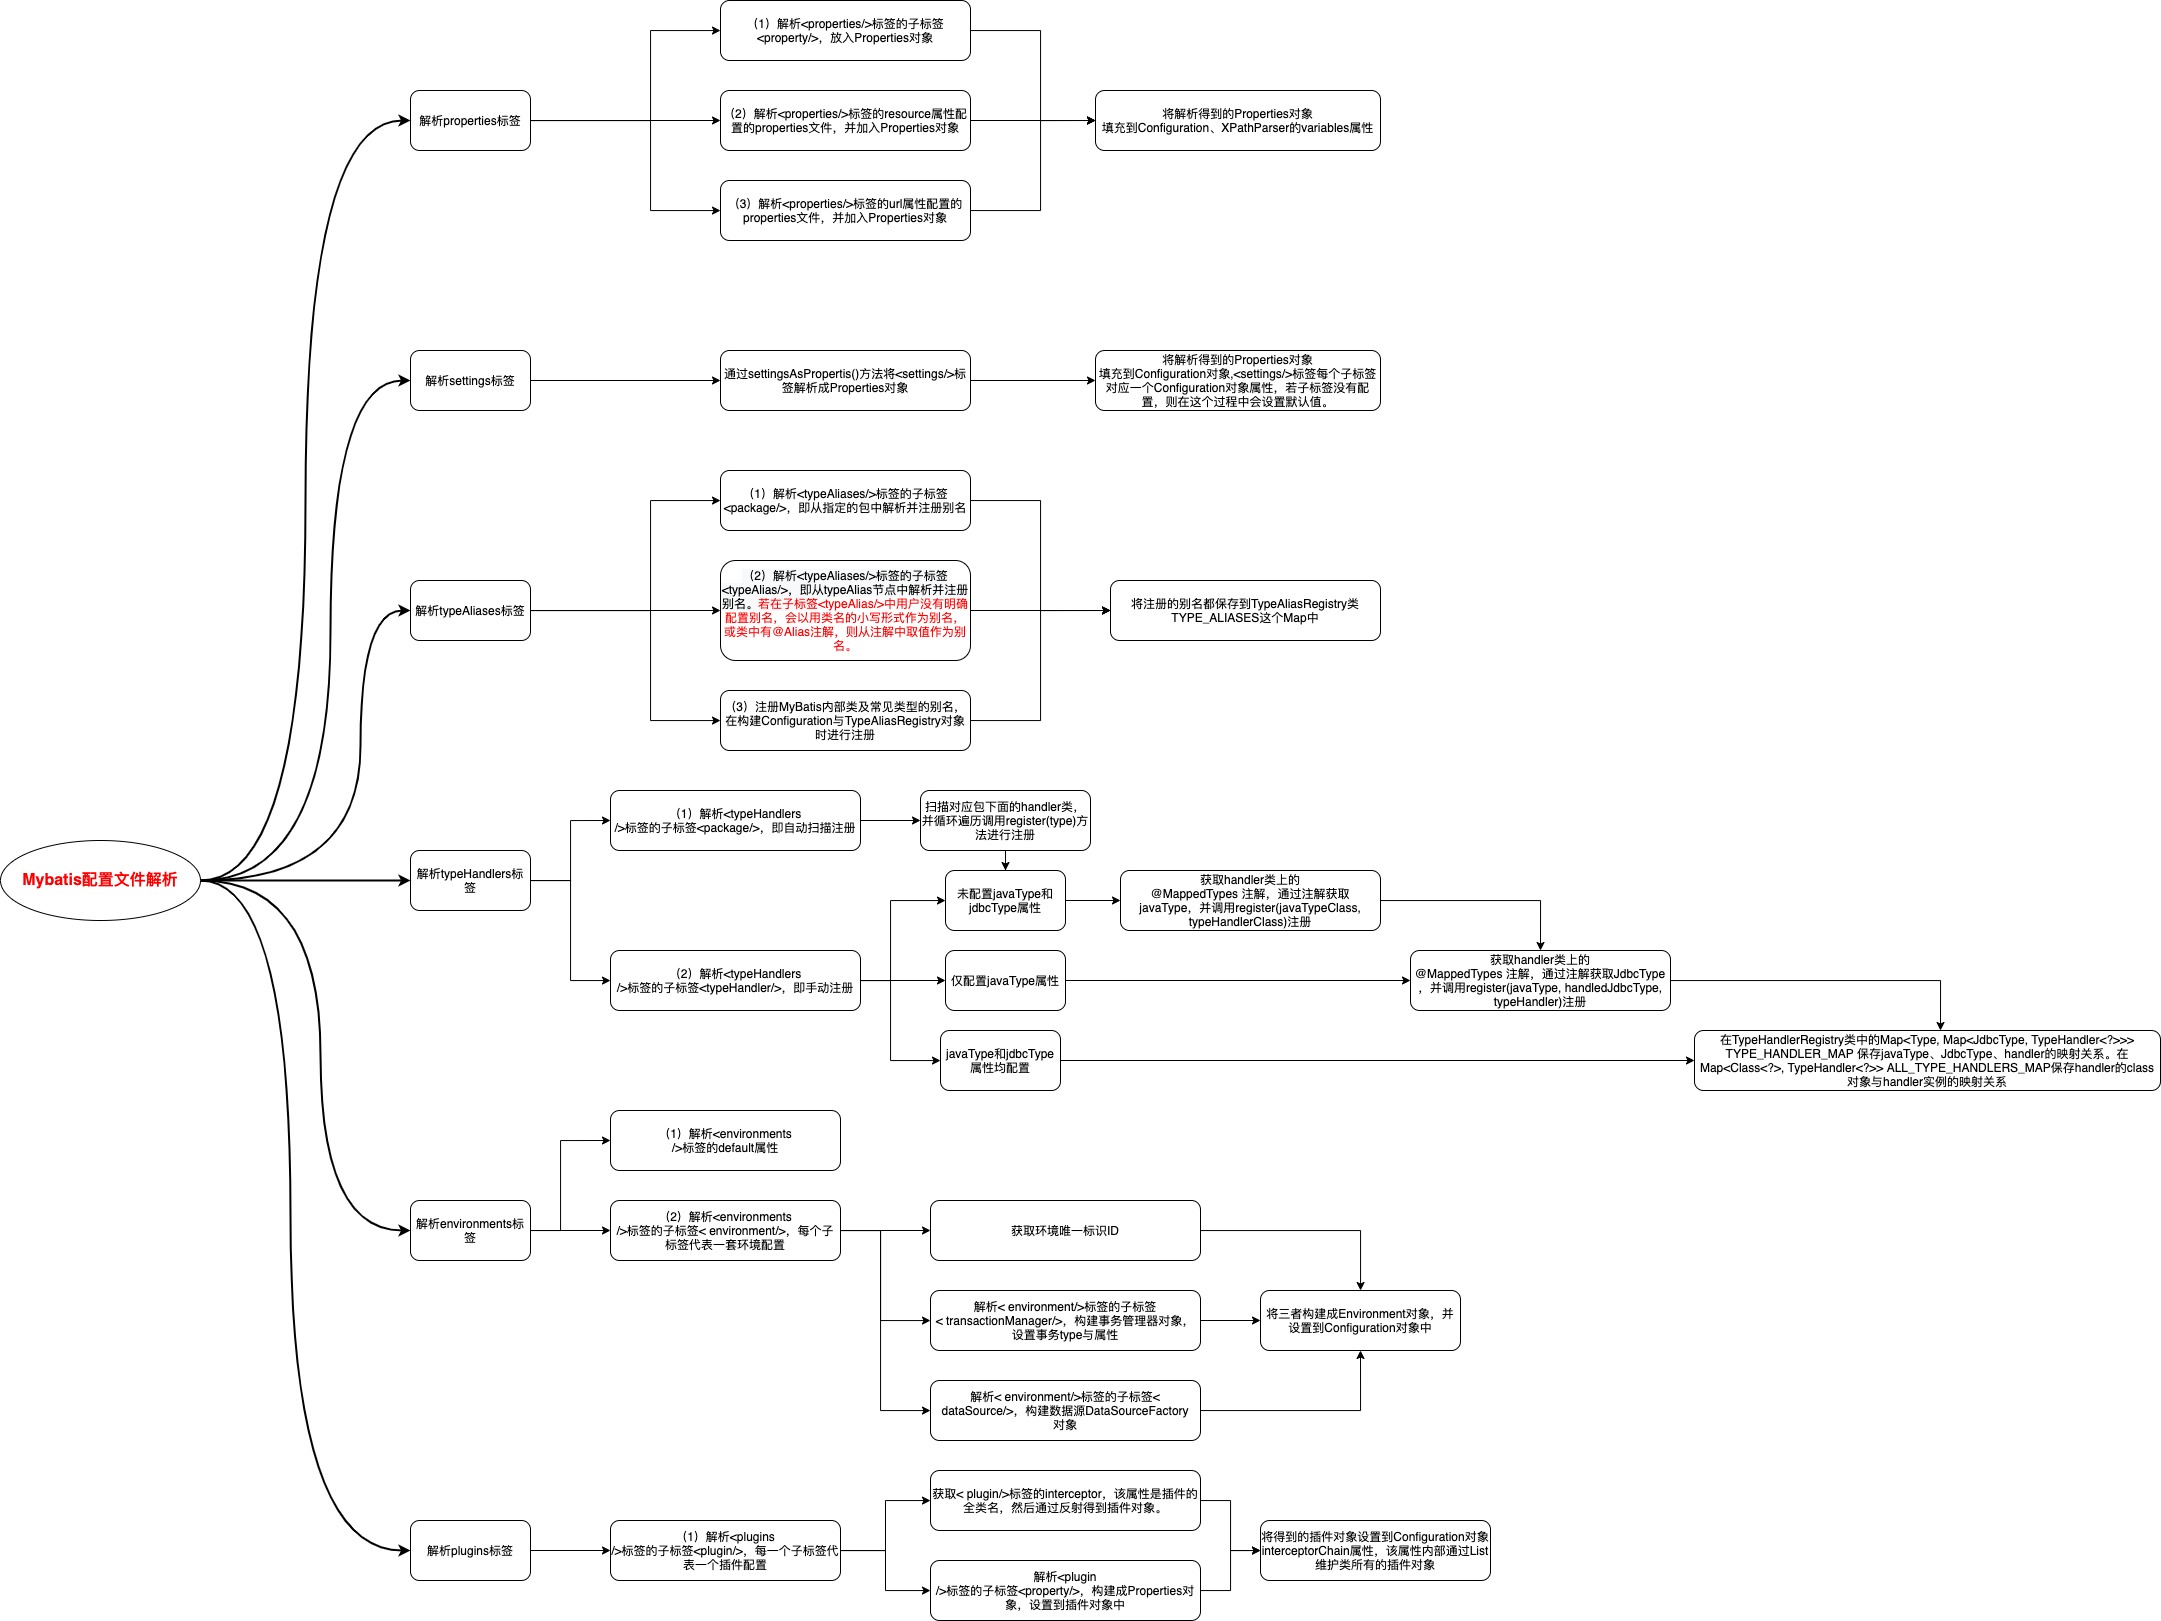 Mybatis配置文件解析
解析properties标签
（1）解析<properties/>标签的子标签
<property/>，放入Properties对象
（2）解析<properties/>标签的resource属性配
置的properties文件，并加入Properties对象
（3）解析<properties/>标签的url属性配置的
properties文件，并加入Properties对象
将解析得到的Properties对象
填充到Configuration、XPathParser的variables属性
解析settings标签
通过settingsAsPropertis()方法将<settings/>标
签解析成Properties对象
将解析得到的Properties对象
填充到Configuration对象,<settings/>标签每个子标签
对应一个Configuration对象属性，若子标签没有配
置，则在这个过程中会设置默认值。
解析typeAliases标签
（1）解析<typeAliases/>标签的子标签
<package/>，即从指定的包中解析并注册别名
（2）解析<typeAliases/>标签的子标签
<typeAlias/>，即从typeAlias节点中解析并注册
别名。若在子标签<typeAlias/>中用户没有明确
配置别名，会以用类名的小写形式作为别名，
或类中有@Alias注解，则从注解中取值作为别
名。
（3）注册MyBatis内部类及常见类型的别名，
在构建Configuration与TypeAliasRegistry对象
时进行注册
将注册的别名都保存到TypeAliasRegistry类
TYPE_ALIASES这个Map中
解析typeHandlers标
签
（1）解析<typeHandlers
/>标签的子标签<package/>，即自动扫描注册
扫描对应包下面的handler类，
并循环遍历调用register(type)方
法进行注册
（2）解析<typeHandlers
/>标签的子标签<typeHandler/>，即手动注册
未配置javaType和
jdbcType属性
获取handler类上的
@MappedTypes 注解，通过注解获取
javaType，并调用register(javaTypeClass,
typeHandlerClass)注册
仅配置javaType属性
获取handler类上的
@MappedTypes 注解，通过注解获取JdbcType
，并调用register(javaType, handledJdbcType,
typeHandler)注册
javaType和jdbcType
属性均配置
在TypeHandlerRegistry类中的Map<Type, Map<JdbcType, TypeHandler<?>>>
TYPE_HANDLER_MAP 保存javaType、JdbcType、handler的映射关系。在
Map<Class<?>, TypeHandler<?>> ALL_TYPE_HANDLERS_MAP保存handler的class
对象与handler实例的映射关系
解析environments标
签
（1）解析<environments
/>标签的default属性
（2）解析<environments
/>标签的子标签< environment/>，每个子
标签代表一套环境配置
获取环境唯一标识ID
解析< environment/>标签的子标签
< transactionManager/>，构建事务管理器对象，
设置事务type与属性
解析< environment/>标签的子标签<
dataSource/>，构建数据源DataSourceFactory
对象
将三者构建成Environment对象，并
设置到Configuration对象中
解析plugins标签
（1）解析<plugins
/>标签的子标签<plugin/>，每一个子标签代
表一个插件配置
获取< plugin/>标签的interceptor，该属性是插件的
全类名，然后通过反射得到插件对象。
解析<plugin
/>标签的子标签<property/>，构建成Properties对
象，设置到插件对象中
将得到的插件对象设置到Configuration对象
interceptorChain属性，该属性内部通过List
维护类所有的插件对象